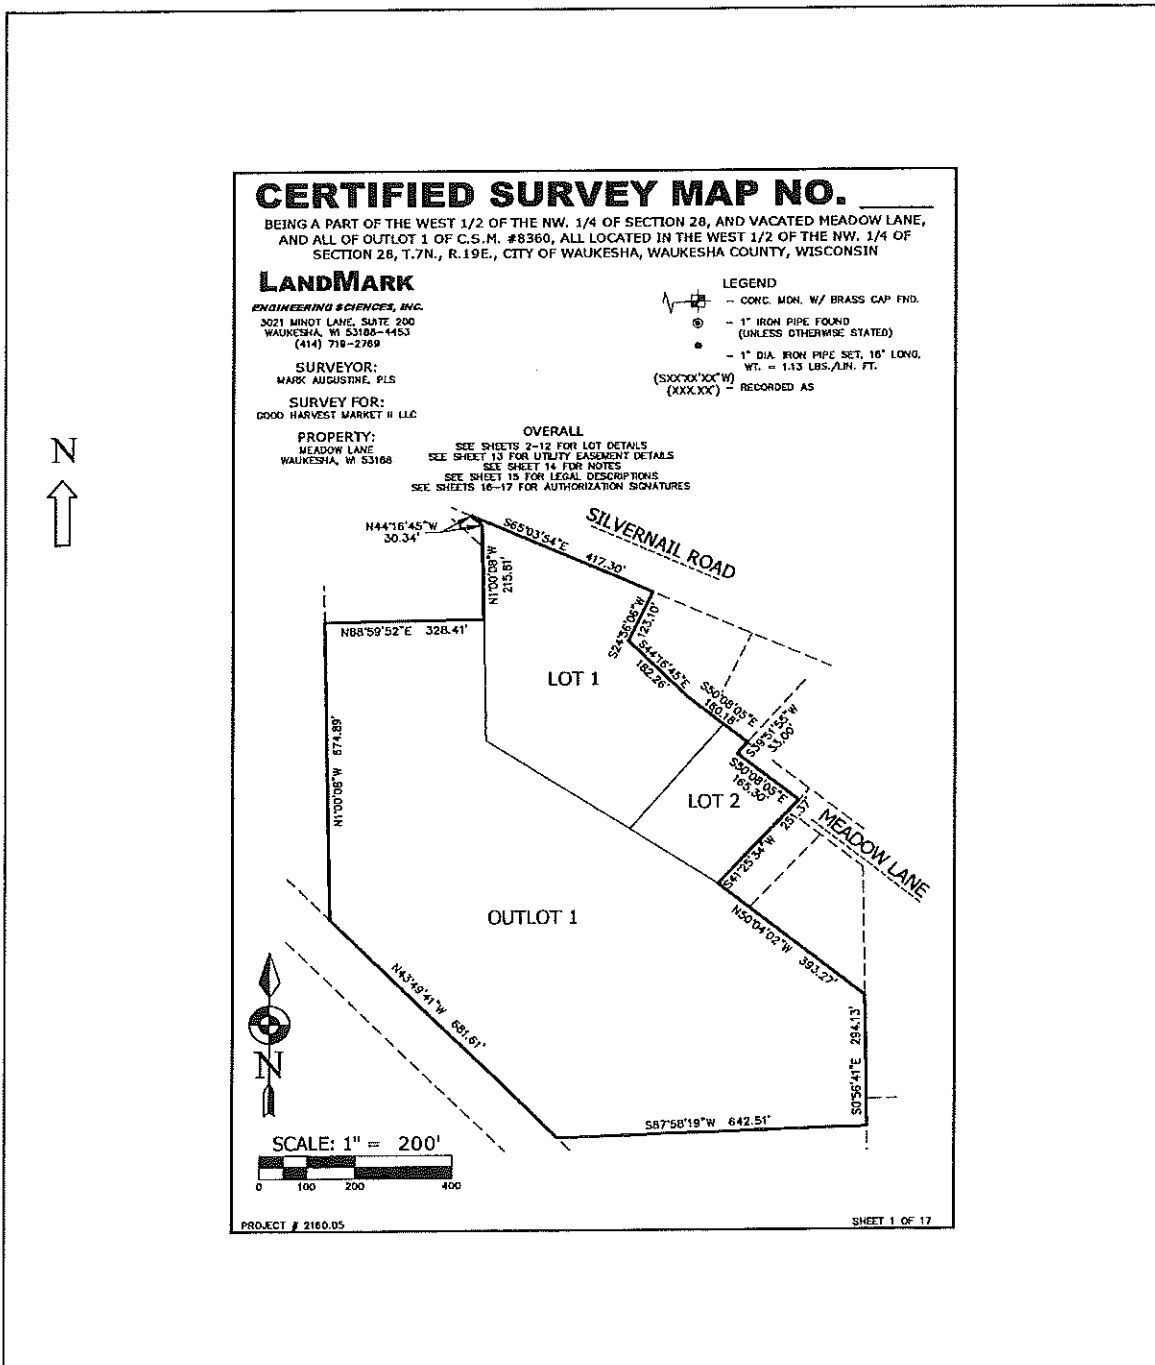 CERTIFIED SURVEY MAP NO. ______
BEING A PART OF THE WEST 1/2 OF THE NW. 1/4 OF SECTION 28, AND VACATED MEADOW LANE,
AND ALL OF OUTLOT 1 OF C.S.M. #8360, ALL LOCATED IN THE WEST 1/2 OF THE NW. 1/4 OF
SECTION 28, T.7N., R.19E., CITY OF WAUKESHA, WAUKESHA COUNTY, WISCONSIN
LANDMARK
ENGINEERING SCIENCES, INC.
3021 MINOT LANE, SUITE 200
WAUKESHA, WI 53188-4453
(414) 719-2769
SURVEYOR:
MARK AUGUSTINE, PLS
SURVEY FOR:
GOOD HARVEST MARKET II LLC
PROPERTY:
MEADOW LANE
WAUKESHA, WI 53188
LEGEND
- CONC. MON. W/ BRASS CAP FND.
- 1" IRON PIPE FOUND
(UNLESS OTHERWISE STATED)
- 1" DIA. IRON PIPE SET, 18" LONG,
WT. = 1.13 LBS./LIN. FT.
(SXX°XX'XX"W)
(XXX.XX') - RECORDED AS
OVERALL
SEE SHEETS 2-12 FOR LOT DETAILS
SEE SHEET 13 FOR UTILITY EASEMENT DETAILS
SEE SHEET 14 FOR NOTES
SEE SHEET 15 FOR LEGAL DESCRIPTIONS
SEE SHEETS 16-17 FOR AUTHORIZATION SIGNATURES
N
N44°16'45"W
30.34'
S65°03'54"E 417.30'
SILVERNAIL ROAD
N1°00'08"W
215.81'
N88°59'52"E 328.41'
S24°56'06"W
123.10'
S44°16'45"E
182.26'
LOT 1
S50°08'05"E
160.18'
S39°51'55"W
33.00'
S50°08'05"E
165.30'
LOT 2
N1°00'08"W 674.89'
S41°25'34"W 251.37'
MEADOW LANE
OUTLOT 1
N50°04'02"W 393.27'
N43°49'41"W 681.61'
S0°56'41"E 294.13'
N
S87°58'19"W 642.51'
SCALE: 1" = 200'
0 100 200 400
PROJECT # 2160.05
SHEET 1 OF 17